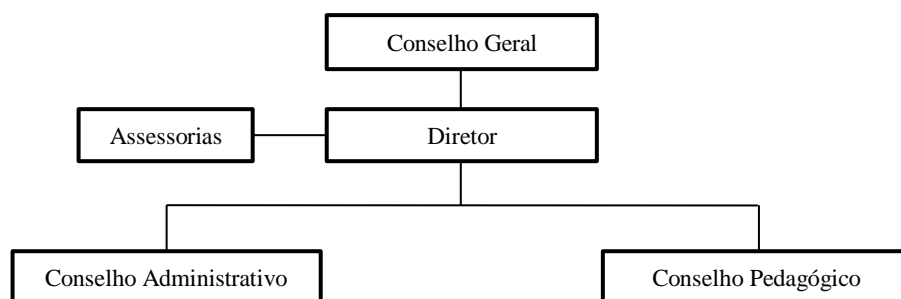 Conselho Geral
Assessorias
Diretor
Conselho Administrativo
Conselho Pedagógico